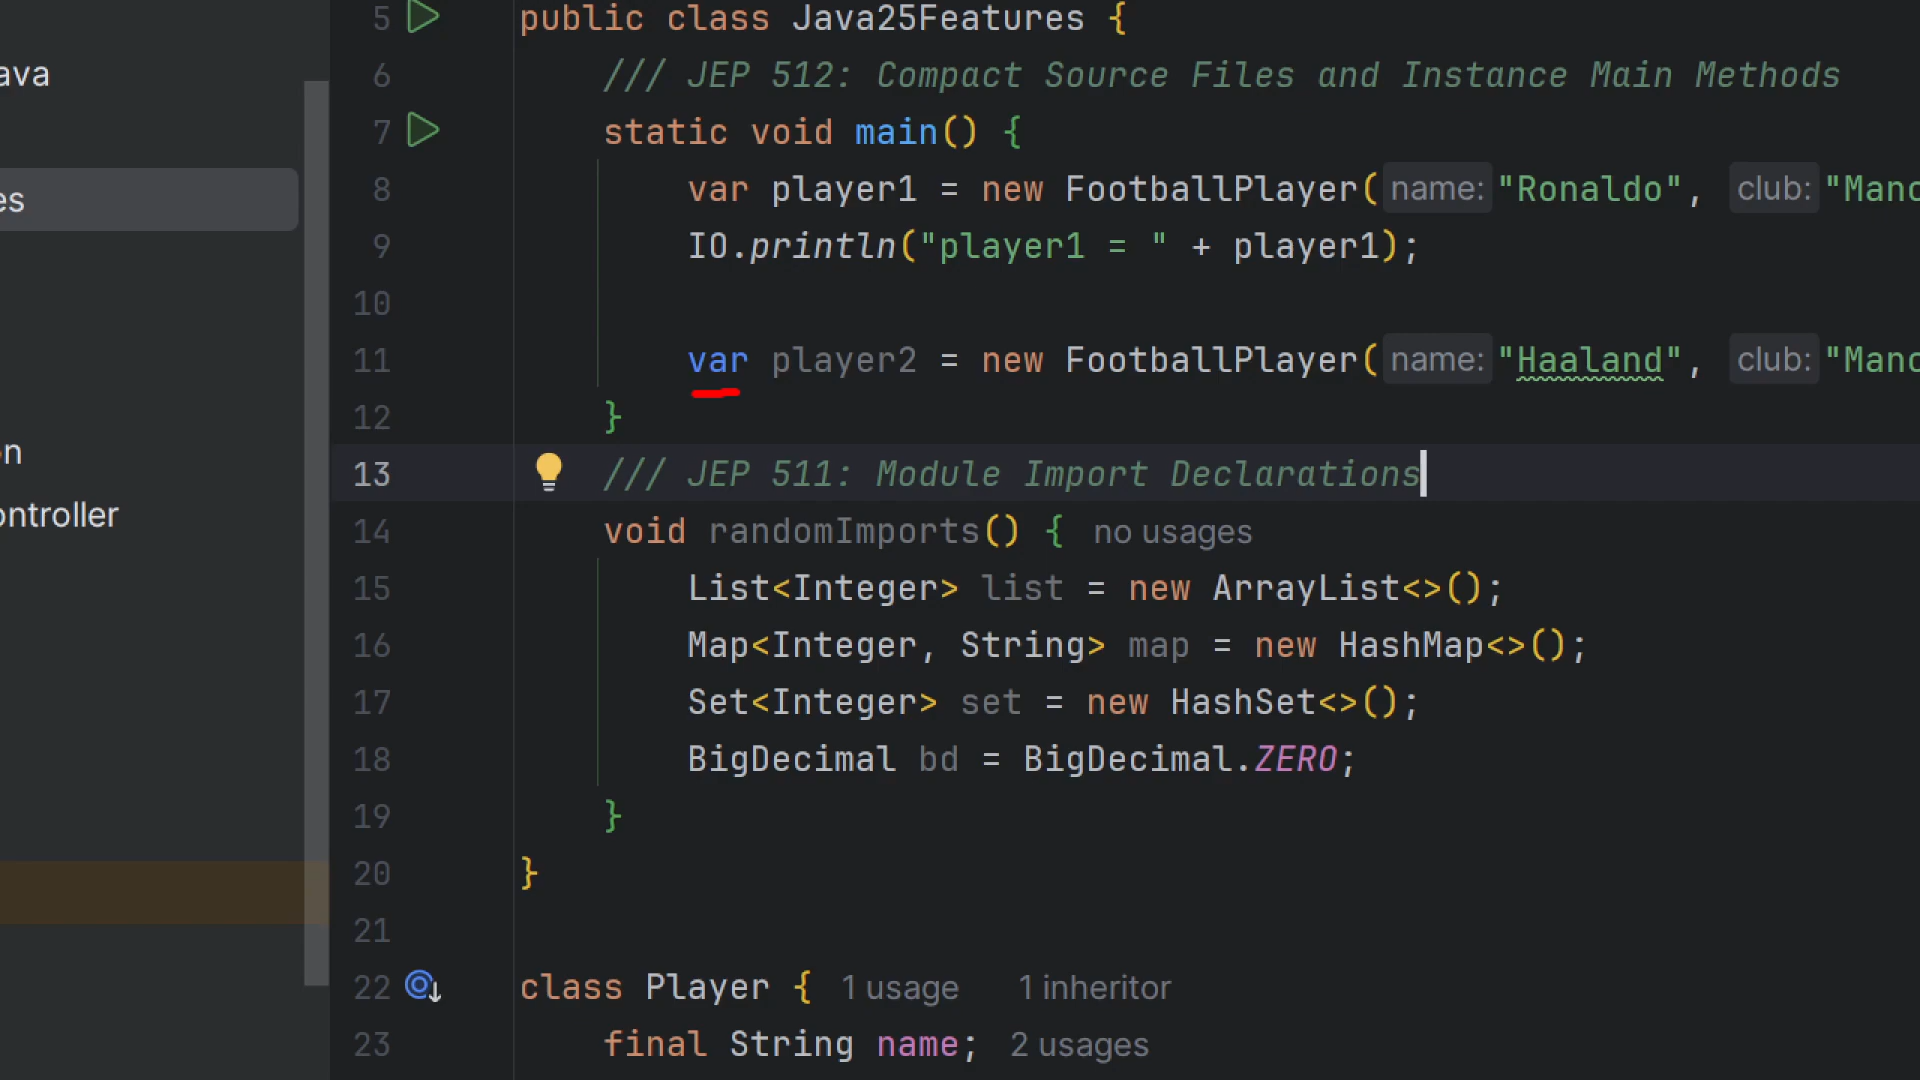 5 public class Java25Features {
ava
6 /// JEP 512: Compact Source Files and Instance Main Methods
7 static void main() {
8 var player1 = new FootballPlayer( name: "Ronaldo", club: "Manc
es
9 IO.println("player1 = " + player1);
10
11 var player2 = new FootballPlayer( name: "Haaland", club: "Manc
12 }
on
13 /// JEP 511: Module Import Declarations
ontroller
14 void randomImports() { no usages
15 List<Integer> list = new ArrayList<>();
16 Map<Integer, String> map = new HashMap<>();
17 Set<Integer> set = new HashSet<>();
18 BigDecimal bd = BigDecimal.ZERO;
19 }
20 }
21
22 class Player { 1 usage 1 inheritor
23 final String name; 2 usages